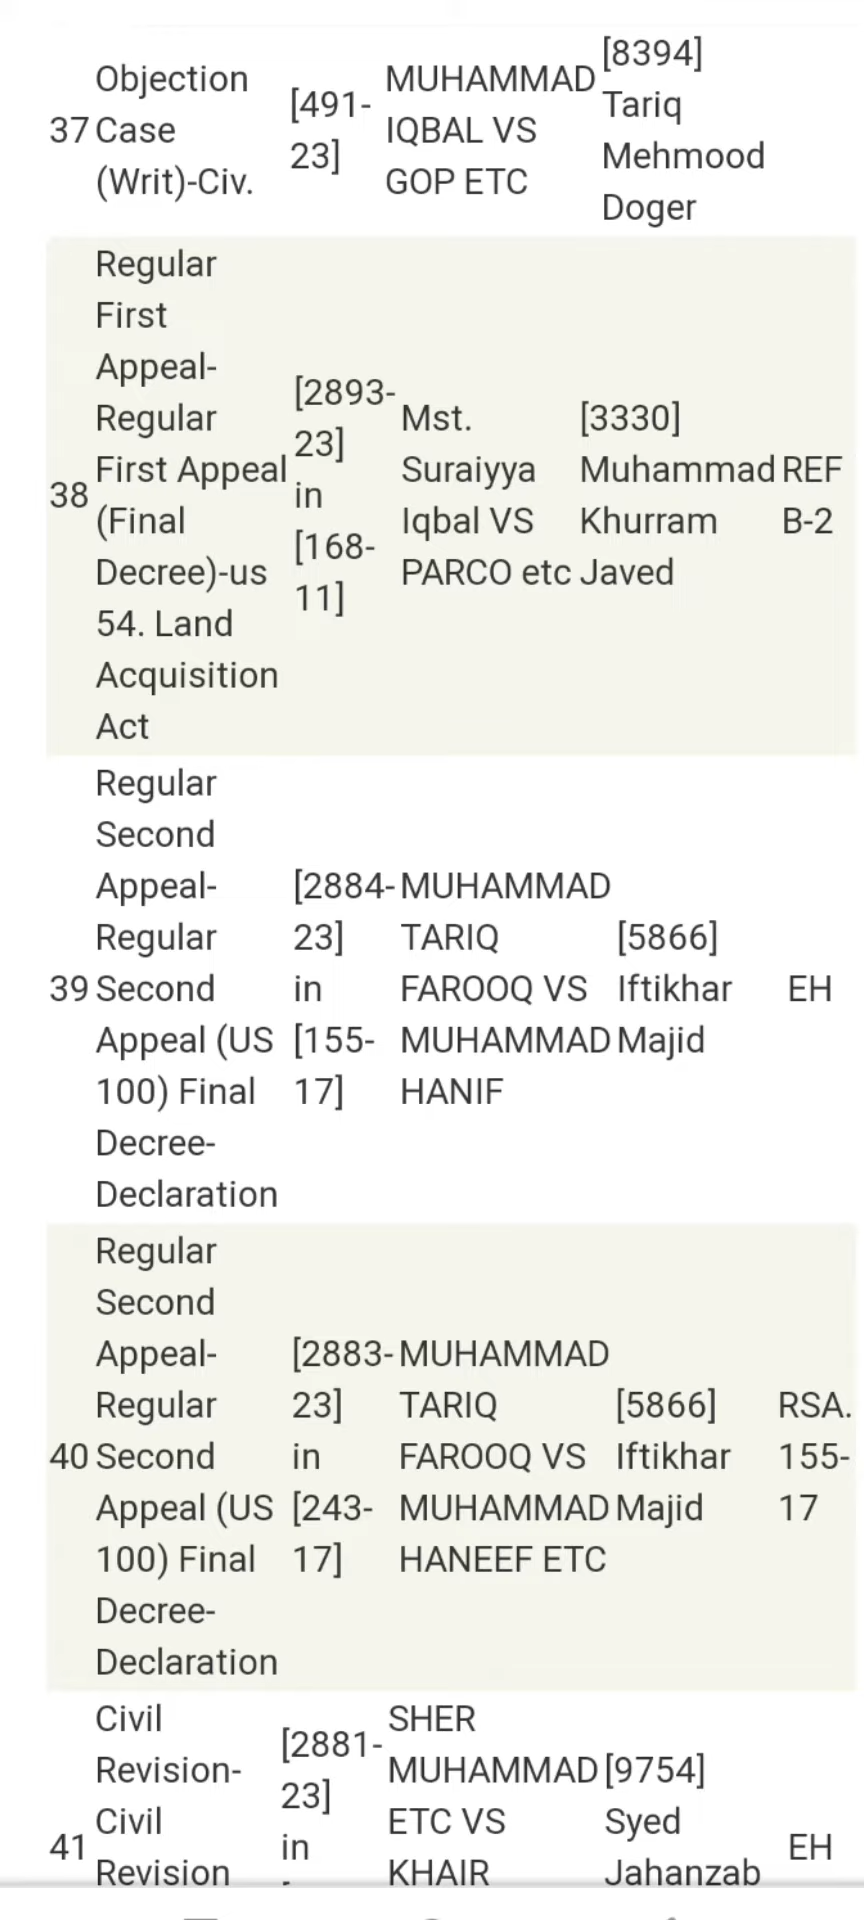 37 Objection Case (Writ)-Civ. [491-23] MUHAMMAD IQBAL VS GOP ETC [8394] Tariq Mehmood Doger
38 Regular First Appeal-Regular First Appeal (Final Decree)-us 54. Land Acquisition Act [2893-23] in [168-11] Mst. Suraiyya Iqbal VS PARCO etc [3330] Muhammad Khurram Javed REF B-2
39 Regular Second Appeal-Regular Second Appeal (US 100) Final Decree-Declaration [2884-23] in [155-17] MUHAMMAD TARIQ FAROOQ VS MUHAMMAD HANIF [5866] Iftikhar Majid EH
40 Regular Second Appeal-Regular Second Appeal (US 100) Final Decree-Declaration [2883-23] in [243-17] MUHAMMAD TARIQ FAROOQ VS MUHAMMAD HANEEF ETC [5866] Iftikhar Majid RSA. 155-17
41 Civil Revision-Civil Revision [2881-23] in SHER MUHAMMAD ETC VS KHAIR [9754] Syed Jahanzab EH